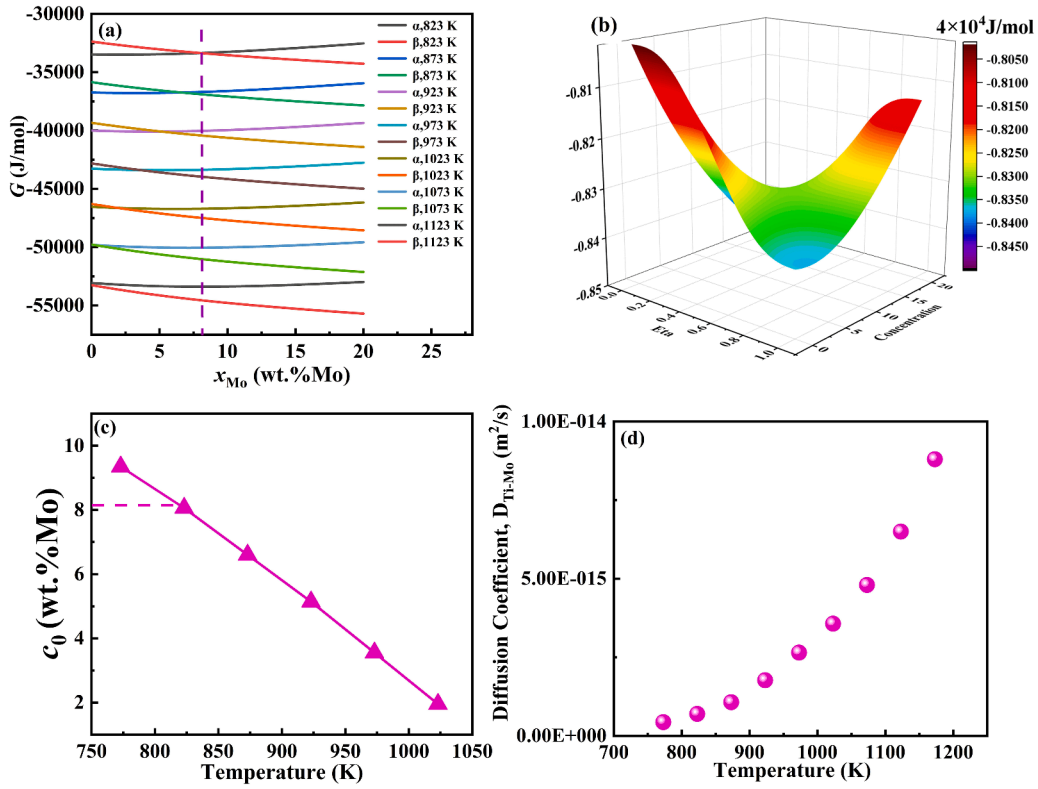 (a)
-30000
-35000
-40000
-45000
-50000
-55000
G (J/mol)
0 5 10 15 20 25
xMo (wt.%Mo)
α,823 K
β,823 K
α,873 K
β,873 K
α,923 K
β,923 K
α,973 K
β,973 K
α,1023 K
β,1023 K
α,1073 K
β,1073 K
α,1123 K
β,1123 K
(b)
4×10⁴J/mol
-0.81
-0.82
-0.83
-0.84
-0.85
0.0 0.2 0.4 0.6 0.8 1.0
Eta
0 5 10 15 20
Concentration
-0.8050
-0.8100
-0.8150
-0.8200
-0.8250
-0.8300
-0.8350
-0.8400
-0.8450
(c)
10
8
6
4
2
c₀ (wt.%Mo)
750 800 850 900 950 1000 1050
Temperature (K)
(d)
1.00E-014
5.00E-015
0.00E+000
Diffusion Coefficient, DTi-Mo (m²/s)
700 800 900 1000 1100 1200
Temperature (K)